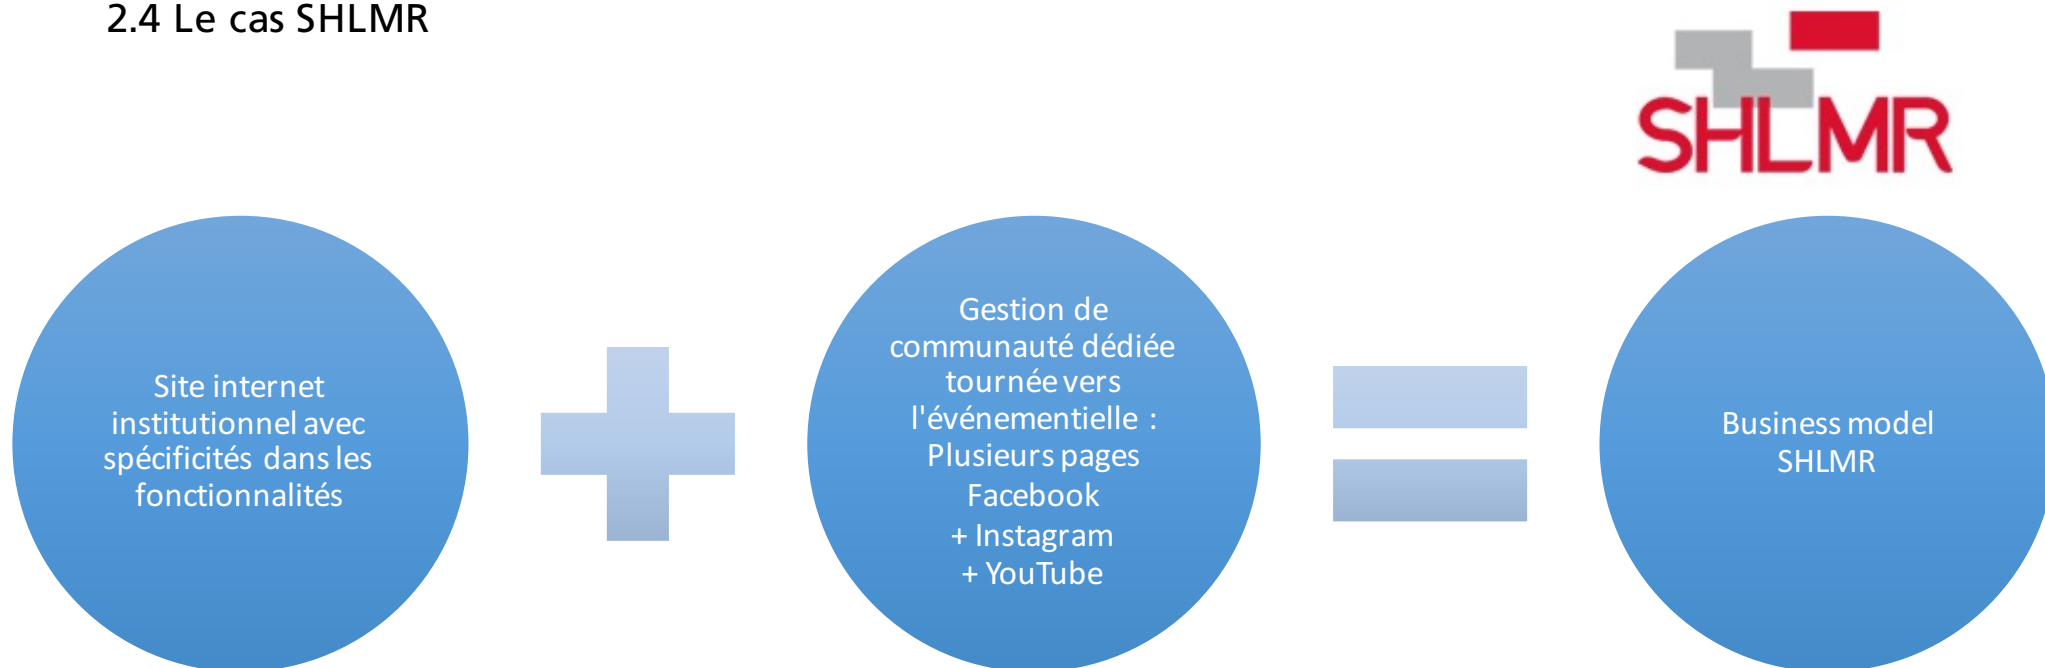 2.4 Le cas SHLMR
SHLMR
Site internet
institutionnel avec
spécificités dans les
fonctionnalités
Gestion de
communauté dédiée
tournée vers
l'événementielle :
Plusieurs pages
Facebook
+ Instagram
+ YouTube
Business model
SHLMR